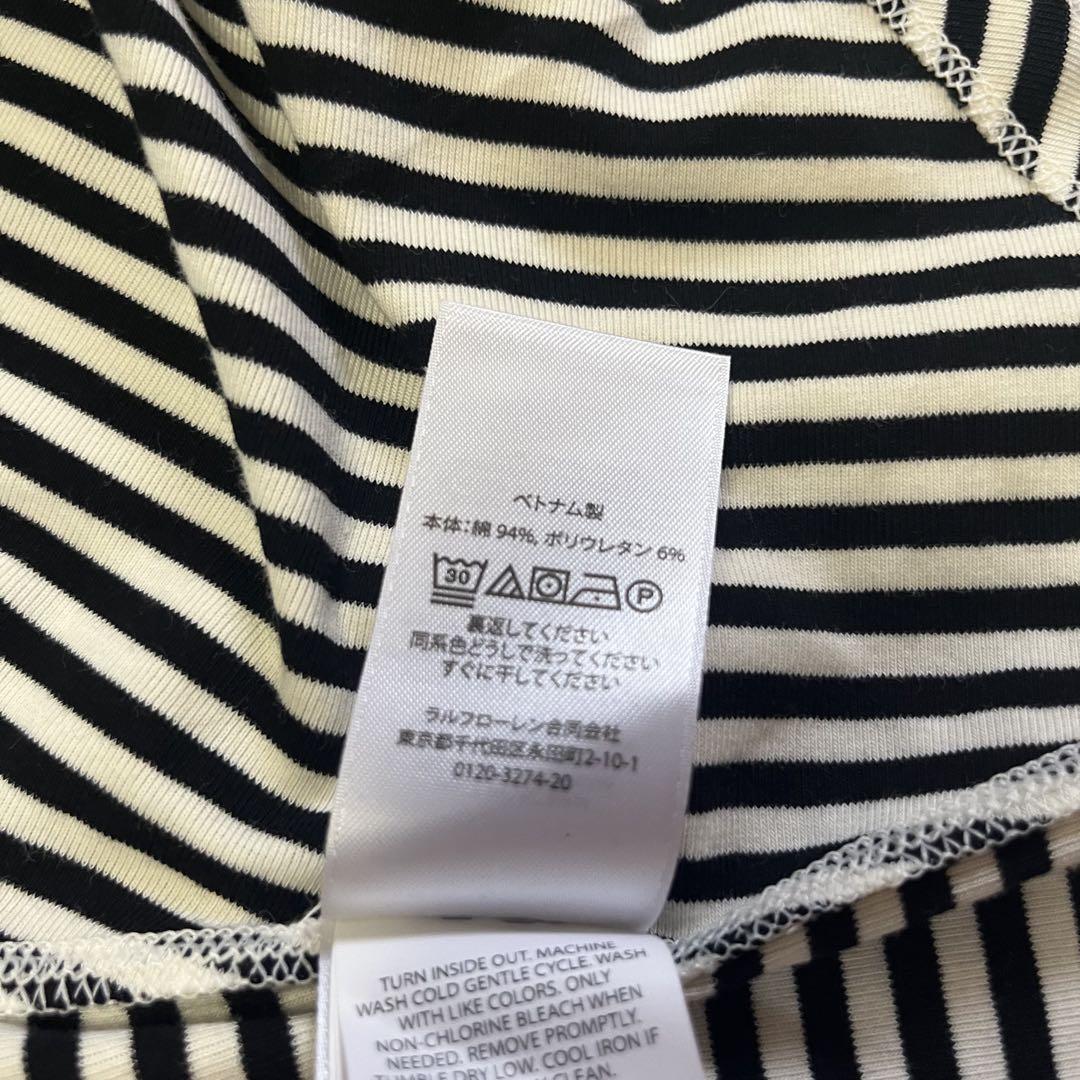 ベトナム製
本体：綿 94%, ポリウレタン 6%
30 P
裏返してください
同系色どうしで洗ってください
すぐに干してください
ラルフローレン合同会社
東京都千代田区永田町2-10-1
0120-3274-20
TURN INSIDE OUT. MACHINE
WASH COLD GENTLE CYCLE. WASH
WITH LIKE COLORS. ONLY
NON-CHLORINE BLEACH WHEN
NEEDED. REMOVE PROMPTLY.
TUMBLE DRY LOW. COOL IRON IF
CLEAN.